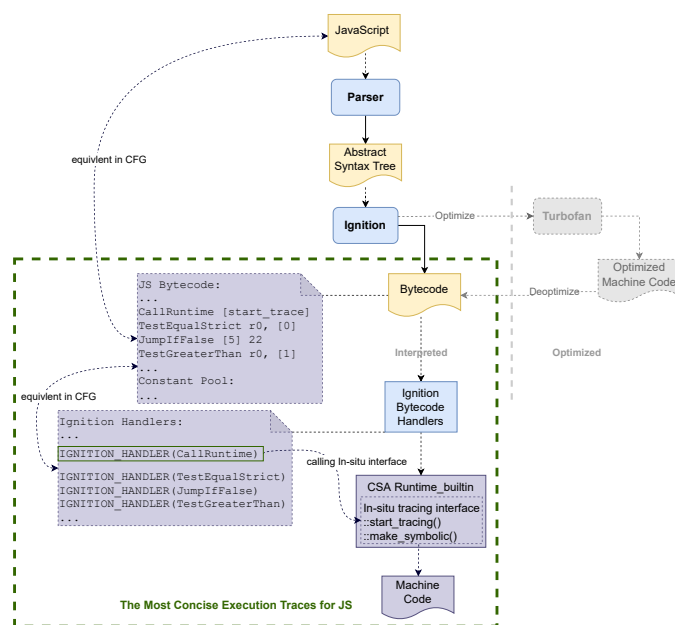 JavaScript
Parser
equivlent in CFG
Abstract
Syntax Tree
Ignition
Optimize
Turbofan
Optimized
Machine Code
Deoptimize
Bytecode
JS Bytecode:
...
CallRuntime [start_trace]
TestEqualStrict r0, [0]
JumpIfFalse [5] 22
TestGreaterThan r0, [1]
...
Constant Pool:
...
Interpreted
Optimized
equivlent in CFG
Ignition
Bytecode
Handlers
Ignition Handlers:
...
IGNITION_HANDLER(CallRuntime)
IGNITION_HANDLER(TestEqualStrict)
IGNITION_HANDLER(JumpIfFalse)
IGNITION_HANDLER(TestGreaterThan)
...
calling In-situ interface
CSA Runtime_builtin
In-situ tracing interface
::start_tracing()
::make_symbolic()
Machine
Code
The Most Concise Execution Traces for JS